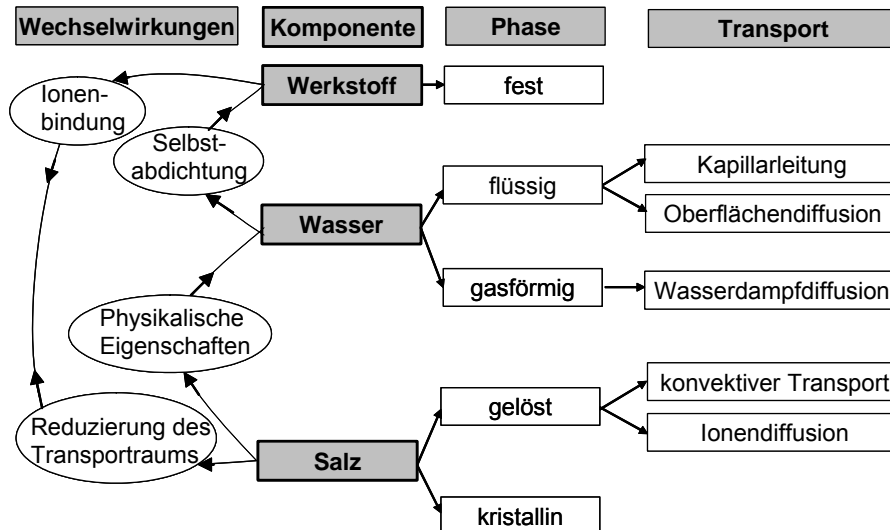 Wechselwirkungen
Komponente
Phase
Transport
Ionen-
bindung
Werkstoff
fest
Selbst-
abdichtung
flüssig
Kapillarleitung
Oberflächendiffusion
Wasser
gasförmig
Wasserdampfdiffusion
Physikalische
Eigenschaften
Reduzierung des
Transportraums
Salz
gelöst
konvektiver Transport
Ionendiffusion
kristallin